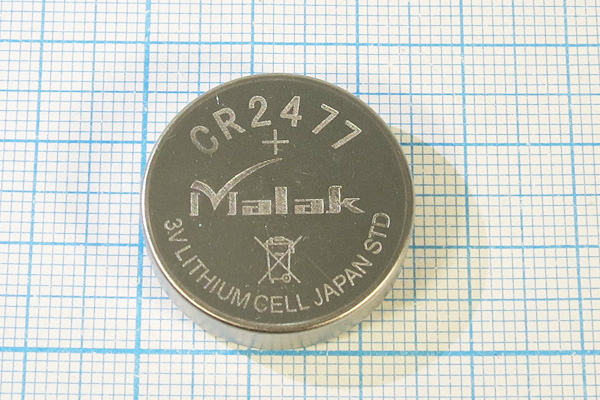 CR2477
+
Malak
3V LITHIUM CELL JAPAN STD